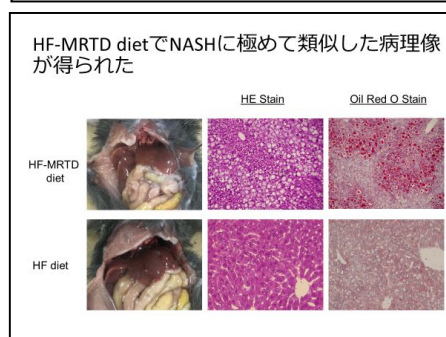 HF-MRTD dietでNASHに極めて類似した病理像
が得られた
HE Stain
Oil Red O Stain
HF-MRTD
diet
HF diet